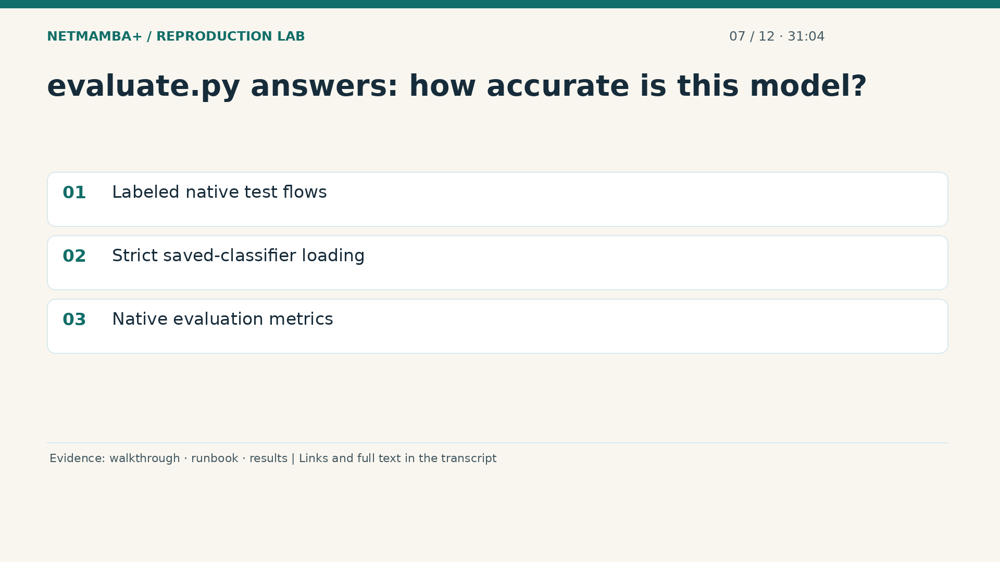 NETMAMBA+ / REPRODUCTION LAB
07 / 12 · 31:04
evaluate.py answers: how accurate is this model?
01 Labeled native test flows
02 Strict saved-classifier loading
03 Native evaluation metrics
Evidence: walkthrough · runbook · results | Links and full text in the transcript